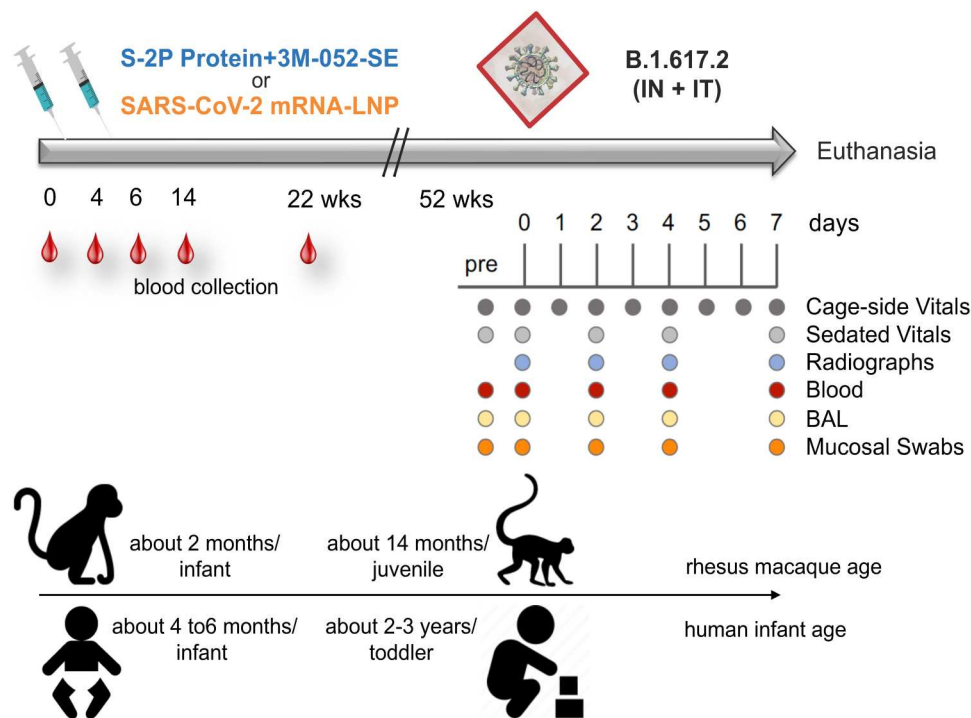 S-2P Protein+3M-052-SE
or
SARS-CoV-2 mRNA-LNP
B.1.617.2
(IN + IT)
Euthanasia
0 4 6 14 22 wks 52 wks
blood collection
0 1 2 3 4 5 6 7 days
pre
Cage-side Vitals
Sedated Vitals
Radiographs
Blood
BAL
Mucosal Swabs
about 2 months/
infant
about 14 months/
juvenile
rhesus macaque age
about 4 to6 months/
infant
about 2-3 years/
toddler
human infant age